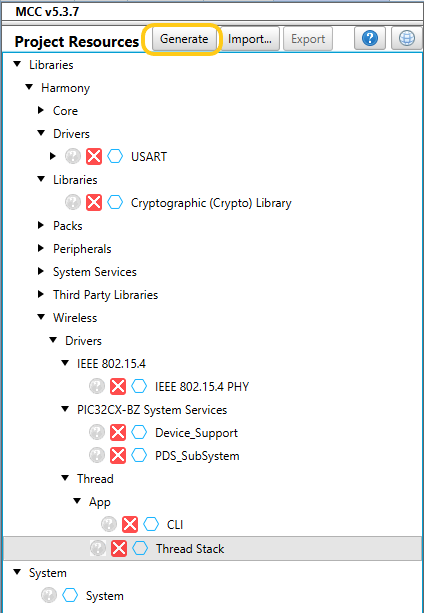 MCC v5.3.7
Project Resources Generate Import... Export ?
Libraries
Harmony
Core
Drivers
? USART
Libraries
? Cryptographic (Crypto) Library
Packs
Peripherals
System Services
Third Party Libraries
Wireless
Drivers
IEEE 802.15.4
? IEEE 802.15.4 PHY
PIC32CX-BZ System Services
? Device_Support
? PDS_SubSystem
Thread
App
? CLI
? Thread Stack
System
? System